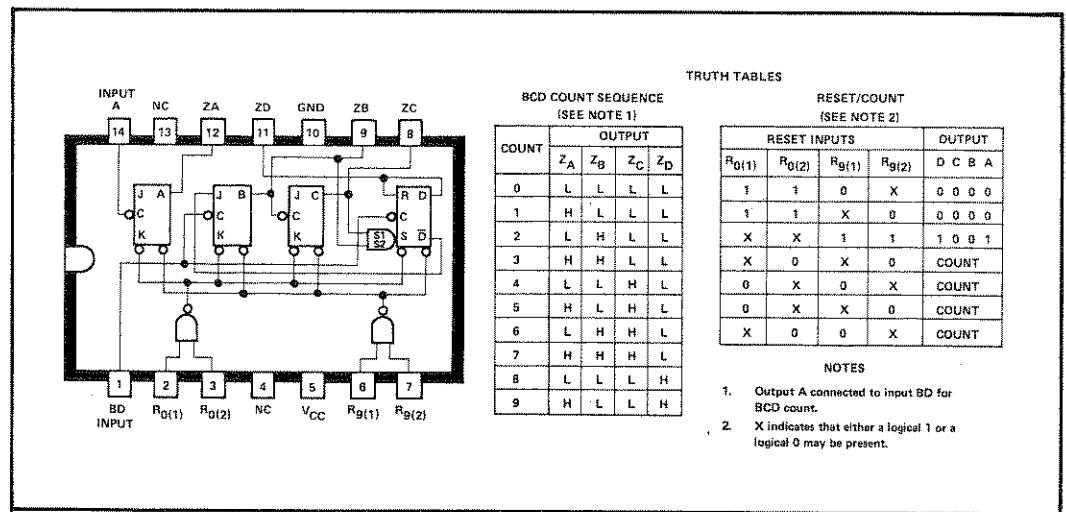 TRUTH TABLES
INPUT A NC ZA ZD GND ZB ZC
14 13 12 11 10 9 8
J A J B J C R D
C C C C
K K K S1 S2 S D̅
1 2 3 4 5 6 7
BD INPUT R0(1) R0(2) NC VCC R9(1) R9(2)
BCD COUNT SEQUENCE
(SEE NOTE 1)
COUNT OUTPUT
ZA ZB ZC ZD
0 L L L L
1 H L L L
2 L H L L
3 H H L L
4 L L H L
5 H L H L
6 L H H L
7 H H H L
8 L L L H
9 H L L H
RESET/COUNT
(SEE NOTE 2)
RESET INPUTS OUTPUT
R0(1) R0(2) R9(1) R9(2) D C B A
1 1 0 X 0 0 0 0
1 1 X 0 0 0 0 0
X X 1 1 1 0 0 1
X 0 X 0 COUNT
0 X 0 X COUNT
0 X X 0 COUNT
X 0 0 X COUNT
NOTES
1. Output A connected to input BD for
BCD count.
2. X indicates that either a logical 1 or a
logical 0 may be present.